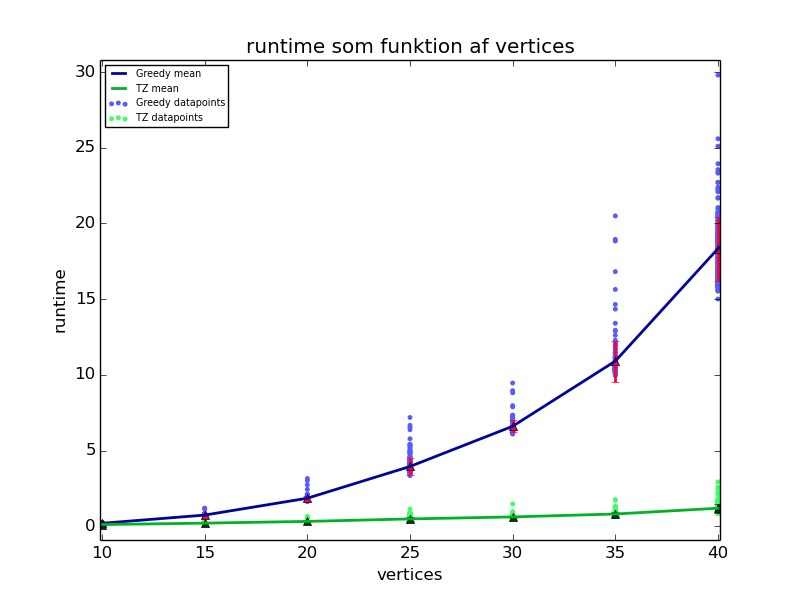 runtime som funktion af vertices
Greedy mean
TZ mean
Greedy datapoints
TZ datapoints
30
25
20
15
10
5
0
runtime
10 15 20 25 30 35 40
vertices